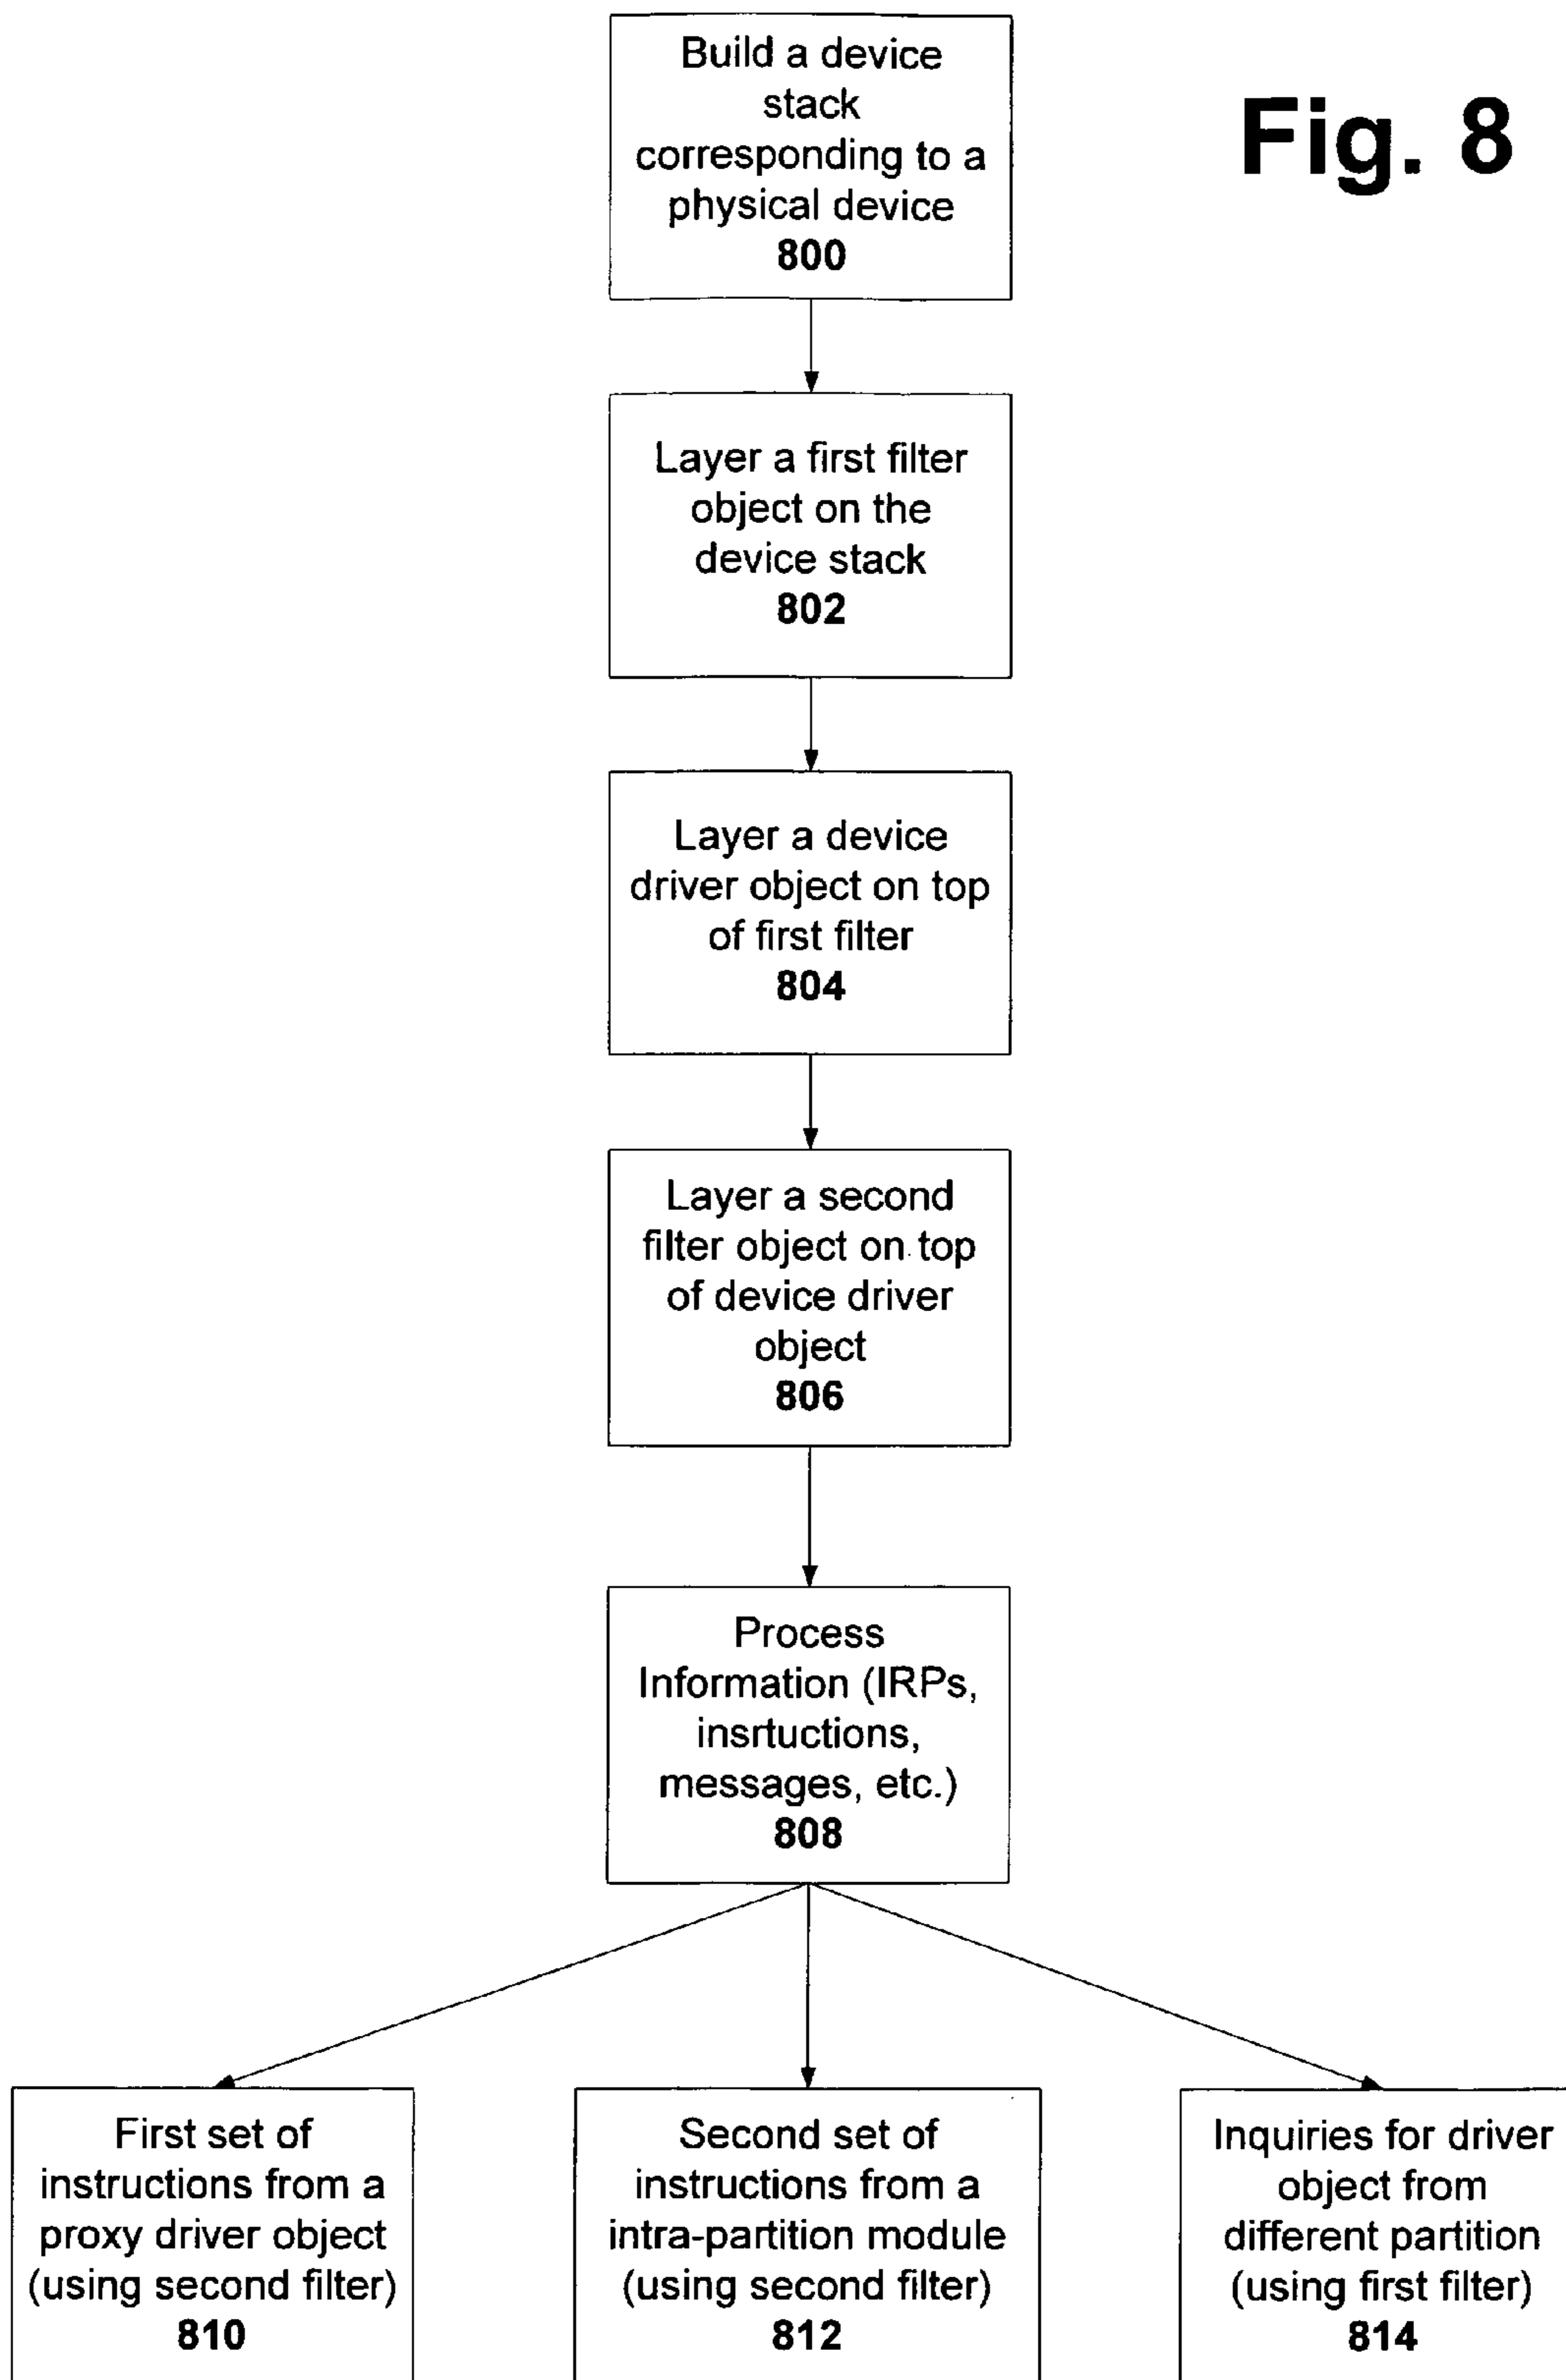 Fig. 8
Build a device
stack
corresponding to a
physical device
800
Layer a first filter
object on the
device stack
802
Layer a device
driver object on top
of first filter
804
Layer a second
filter object on top
of device driver
object
806
Process
Information (IRPs,
insrtuctions,
messages, etc.)
808
First set of
instructions from a
proxy driver object
(using second filter)
810
Second set of
instructions from a
intra-partition module
(using second filter)
812
Inquiries for driver
object from
different partition
(using first filter)
814